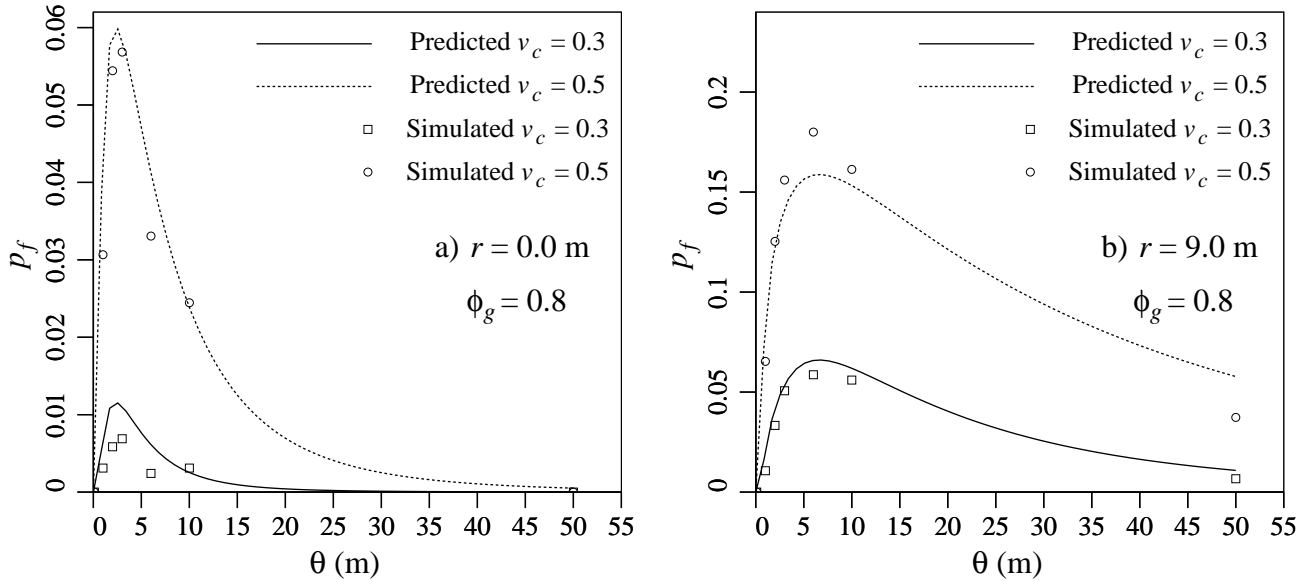 0.06
0.05
0.04
0.03
0.02
0.01
0
p_f
Predicted v_c = 0.3
Predicted v_c = 0.5
Simulated v_c = 0.3
Simulated v_c = 0.5
a) r = 0.0 m
ϕ_g = 0.8
0 5 10 15 20 25 30 35 40 45 50 55
θ (m)
0.2
0.15
0.1
0.05
0
p_f
Predicted v_c = 0.3
Predicted v_c = 0.5
Simulated v_c = 0.3
Simulated v_c = 0.5
b) r = 9.0 m
ϕ_g = 0.8
0 5 10 15 20 25 30 35 40 45 50 55
θ (m)